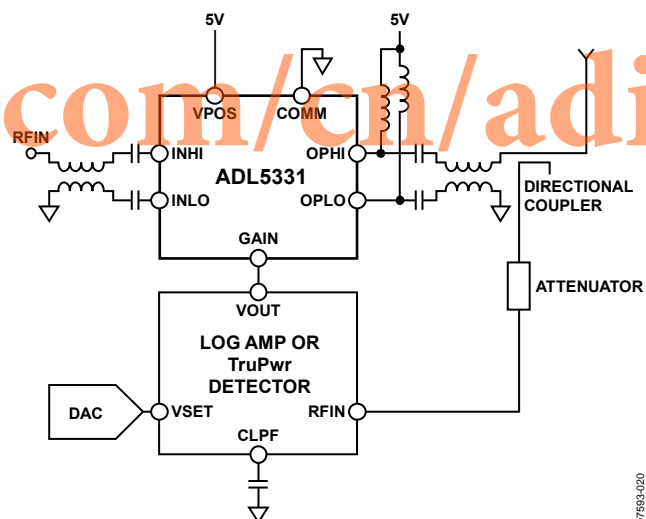 5V
5V
com/cn/adi
VPOS
COMM
RFIN
INHI
OPHI
ADL5331
INLO
OPLO
DIRECTIONAL
COUPLER
GAIN
VOUT
ATTENUATOR
LOG AMP OR
TruPwr
DETECTOR
DAC
VSET
RFIN
CLPF
07593-020